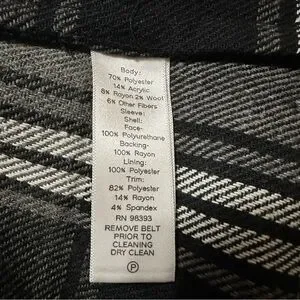 Body:
70% Polyester
14% Acrylic
8% Rayon 2% Wool
6% Other Fibers
Sleeve:
Shell:
Face:
100% Polyurethane
Backing-
100% Rayon
Lining:
100% Polyester
Trim:
82% Polyester
14% Rayon
4% Spandex
RN 98393
REMOVE BELT
PRIOR TO
CLEANING
DRY CLEAN
P